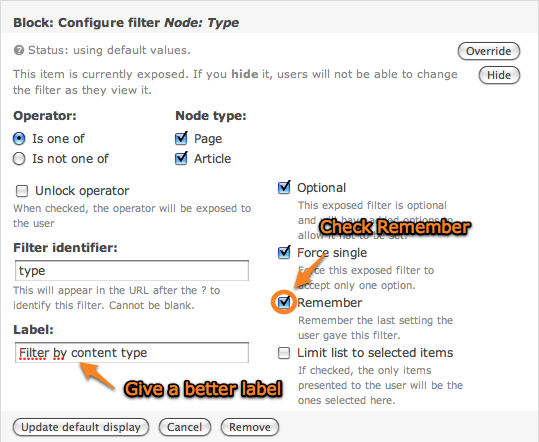 Block: Configure filter Node: Type
Status: using default values.
Override
This item is currently exposed. If you hide it, users will not be able to change
the filter as they view it.
Hide
Operator:
Is one of
Is not one of
Node type:
Page
Article
Unlock operator
When checked, the operator will be exposed to
the user
Filter identifier:
type
This will appear in the URL after the ? to
identify this filter. Cannot be blank.
Label:
Filter by content type
Give a better label
Optional
This exposed filter is optional
and will have added options to
allow it not to be set.
Check Remember
Force single
Force this exposed filter to
accept only one option.
Remember
Remember the last setting the
user gave this filter.
Limit list to selected items
If checked, the only items
presented to the user will be the
ones selected here.
Update default display
Cancel
Remove